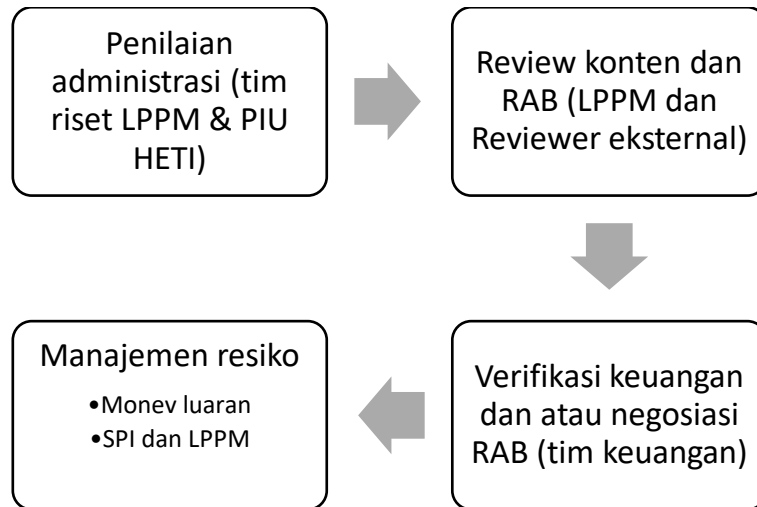 Penilaian
administrasi (tim
riset LPPM & PIU
HETI)
Review konten dan
RAB (LPPM dan
Reviewer eksternal)
Verifikasi keuangan
dan atau negosiasi
RAB (tim keuangan)
Manajemen resiko
•Monev luaran
•SPI dan LPPM